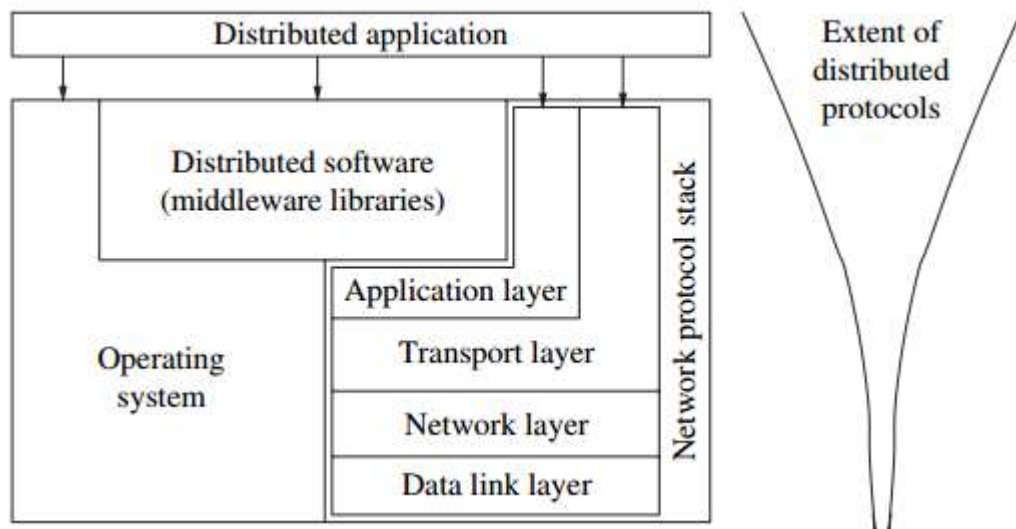 Distributed application
Extent of
distributed
protocols
Distributed software
(middleware libraries)
Network protocol stack
Application layer
Operating
system
Transport layer
Network layer
Data link layer